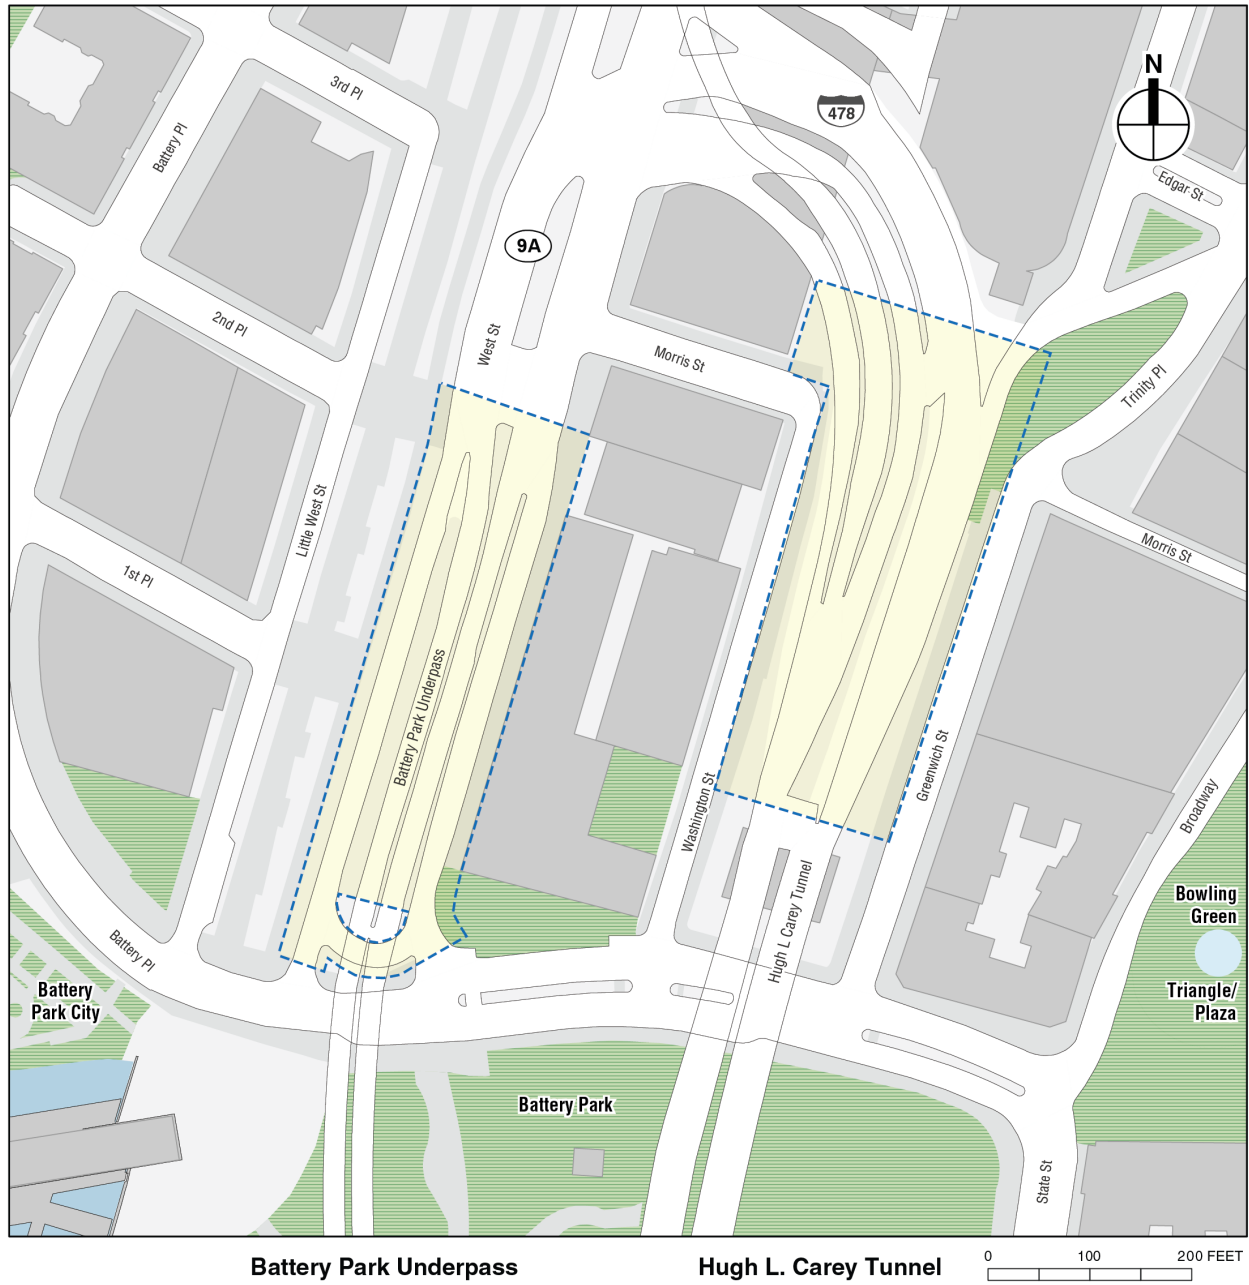 3rd Pl
Battery Pl
478
N
Edgar St
9A
2nd Pl
West St
Morris St
Trinity Pl
Little West St
1st Pl
Morris St
Battery Park Underpass
Washington St
Greenwich St
Broadway
Hugh L Carey Tunnel
Bowling
Green
Triangle/
Plaza
Battery Pl
Battery
Park City
Battery Park
State St
Battery Park Underpass
Hugh L. Carey Tunnel
0 100 200 FEET